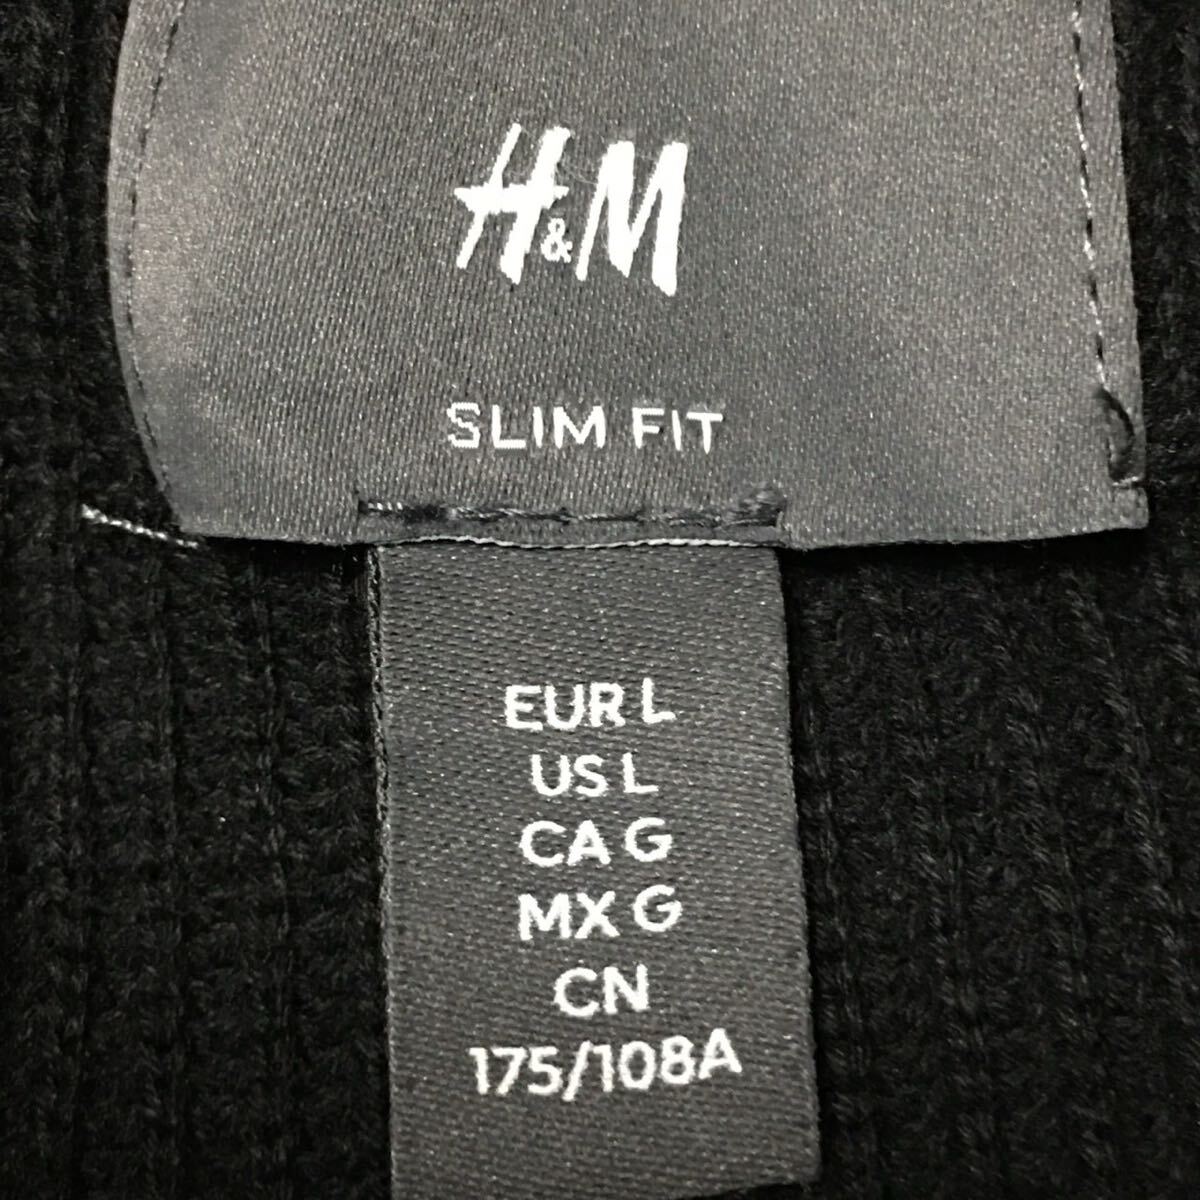 H&M
SLIM FIT
EUR L
US L
CA G
MX G
CN
175/108A